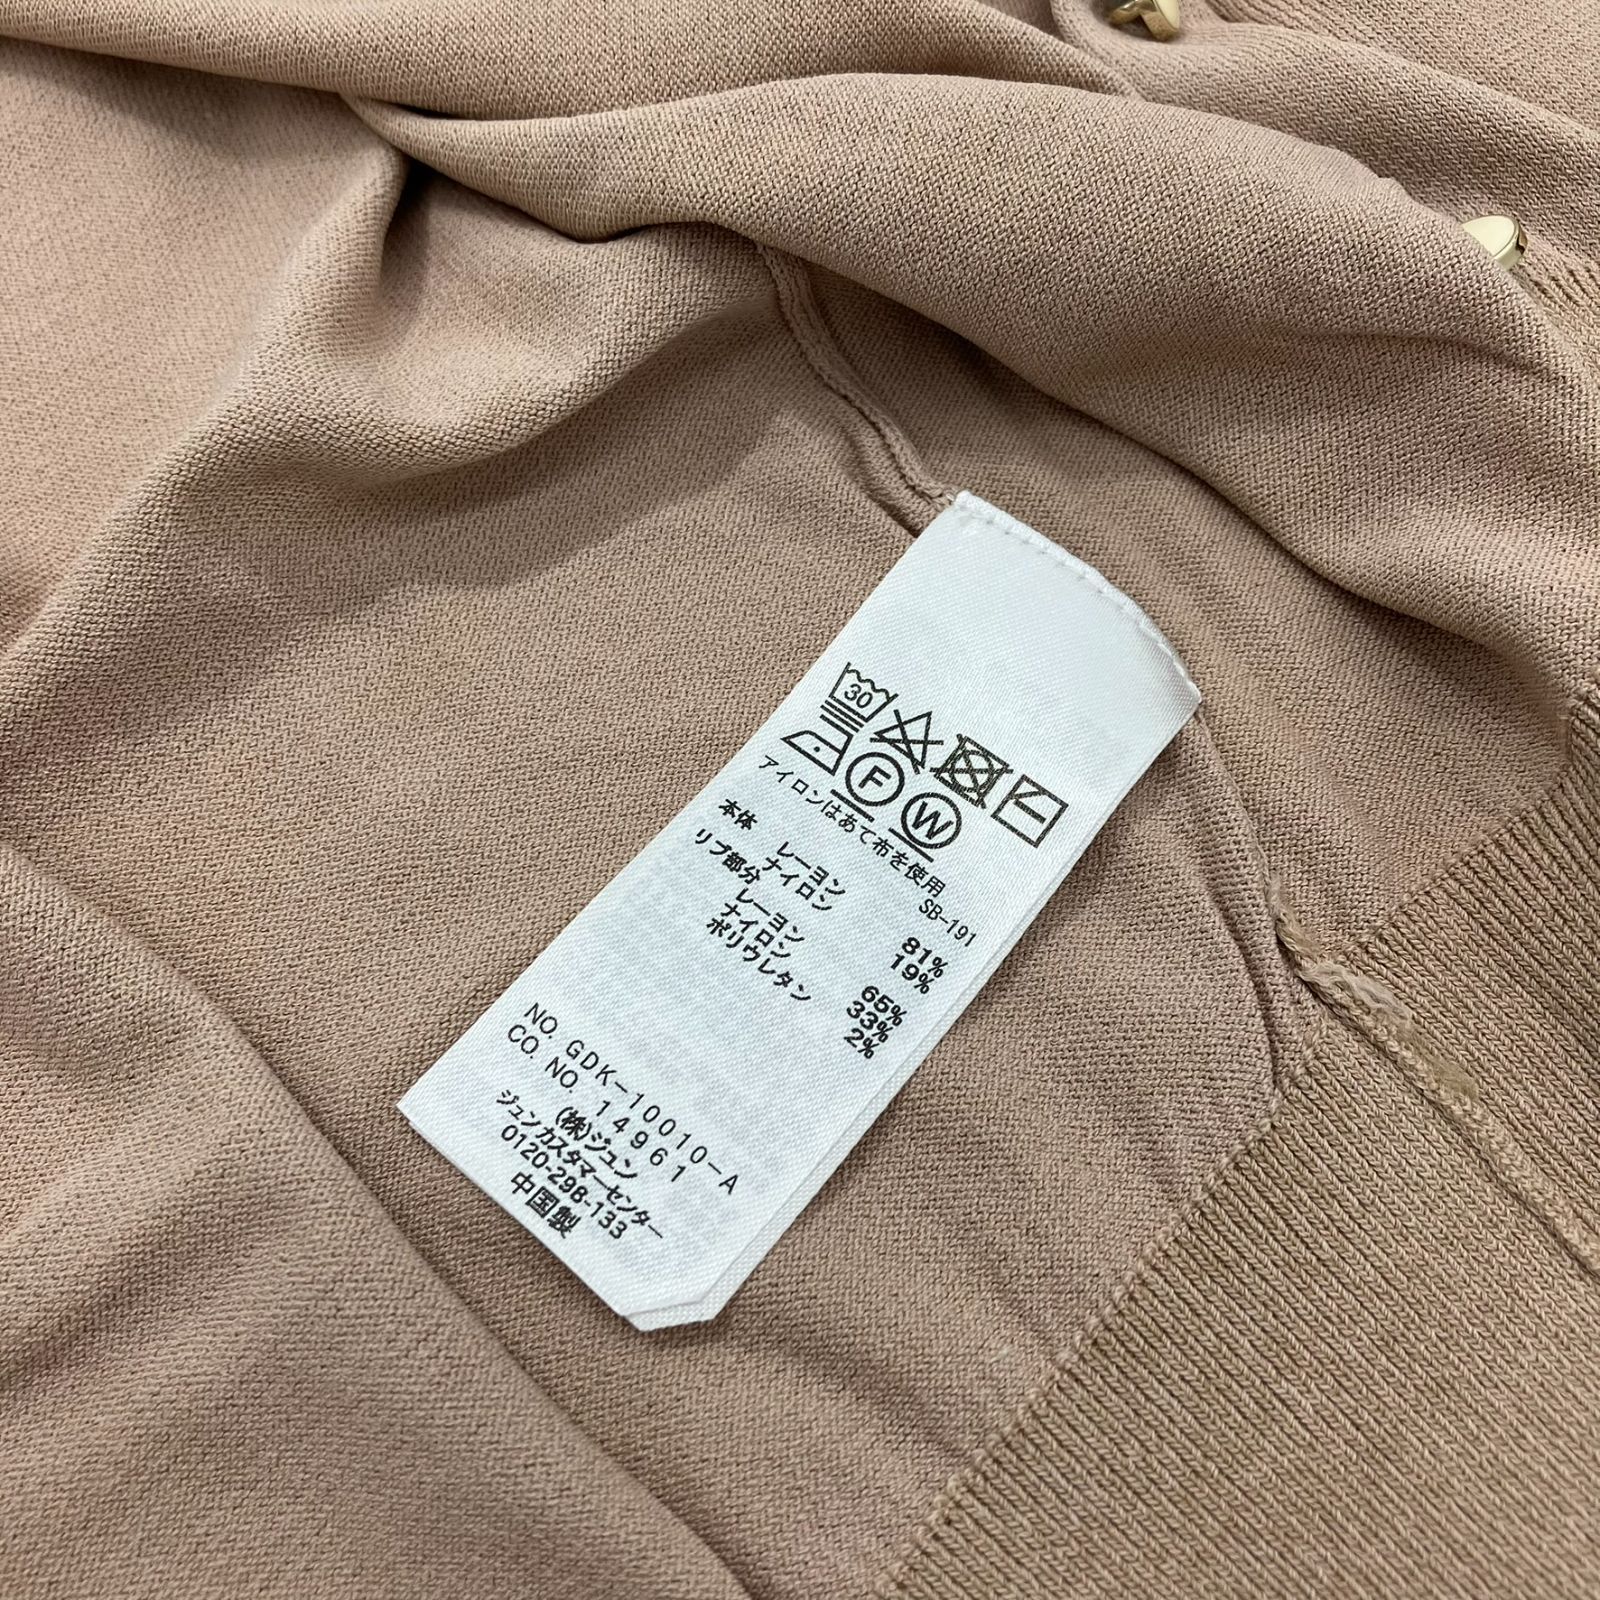 30
F W
アイロンはあて布を使用
SB-191
本体
レーヨン 81%
ナイロン 19%
リブ部分
レーヨン 65%
ナイロン 33%
ポリウレタン 2%
NO. GDK-10010-A
CO. NO. 14961
(株)ジュン
ジュンカスタマーセンター
0120-298-133
中国製